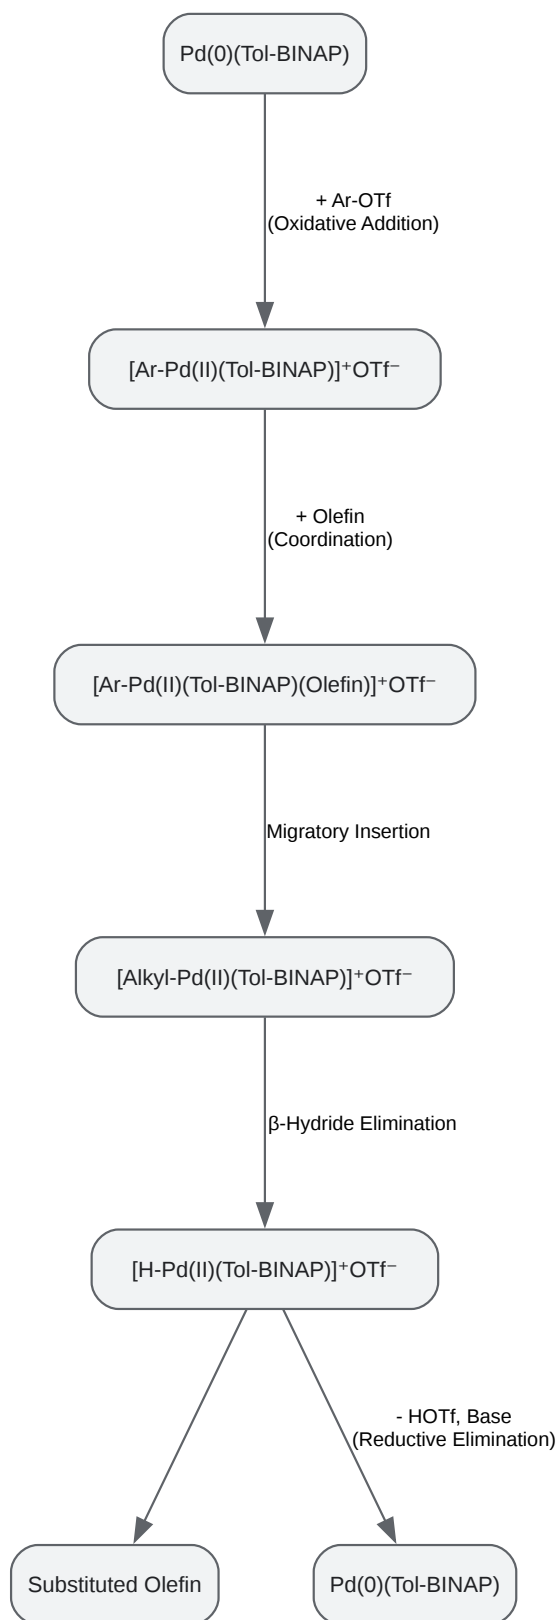 Pd(0)(Tol-BINAP)
+ Ar-OTf
(Oxidative Addition)
[Ar-Pd(II)(Tol-BINAP)]⁺OTf⁻
+ Olefin
(Coordination)
[Ar-Pd(II)(Tol-BINAP)(Olefin)]⁺OTf⁻
Migratory Insertion
[Alkyl-Pd(II)(Tol-BINAP)]⁺OTf⁻
β-Hydride Elimination
[H-Pd(II)(Tol-BINAP)]⁺OTf⁻
- HOTf, Base
(Reductive Elimination)
Substituted Olefin
Pd(0)(Tol-BINAP)